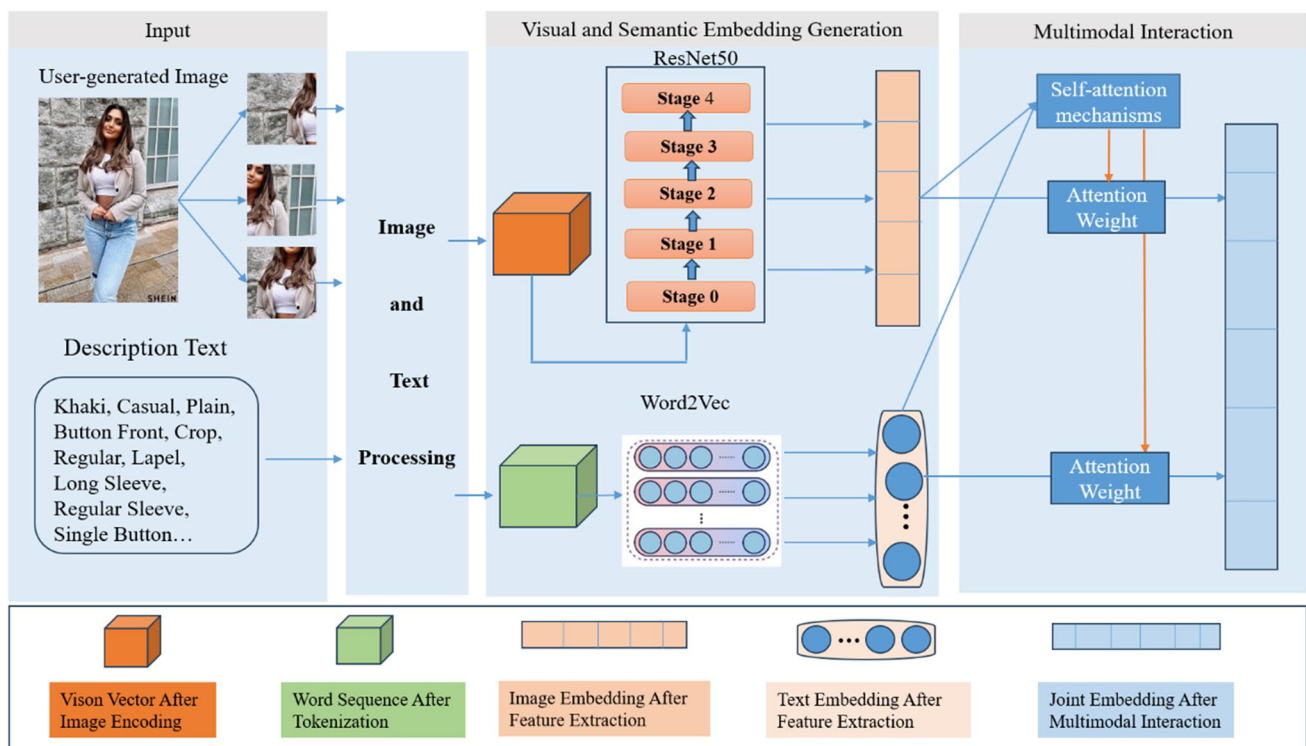 Input
Visual and Semantic Embedding Generation
Multimodal Interaction
User-generated Image
SHEIN
Description Text
Khaki, Casual, Plain,
Button Front, Crop,
Regular, Lapel,
Long Sleeve,
Regular Sleeve,
Single Button…
Image
and
Text
Processing
ResNet50
Stage 4
Stage 3
Stage 2
Stage 1
Stage 0
Word2Vec
Self-attention
mechanisms
Attention
Weight
Attention
Weight
Vison Vector After
Image Encoding
Word Sequence After
Tokenization
Image Embedding After
Feature Extraction
Text Embedding After
Feature Extraction
Joint Embedding After
Multimodal Interaction